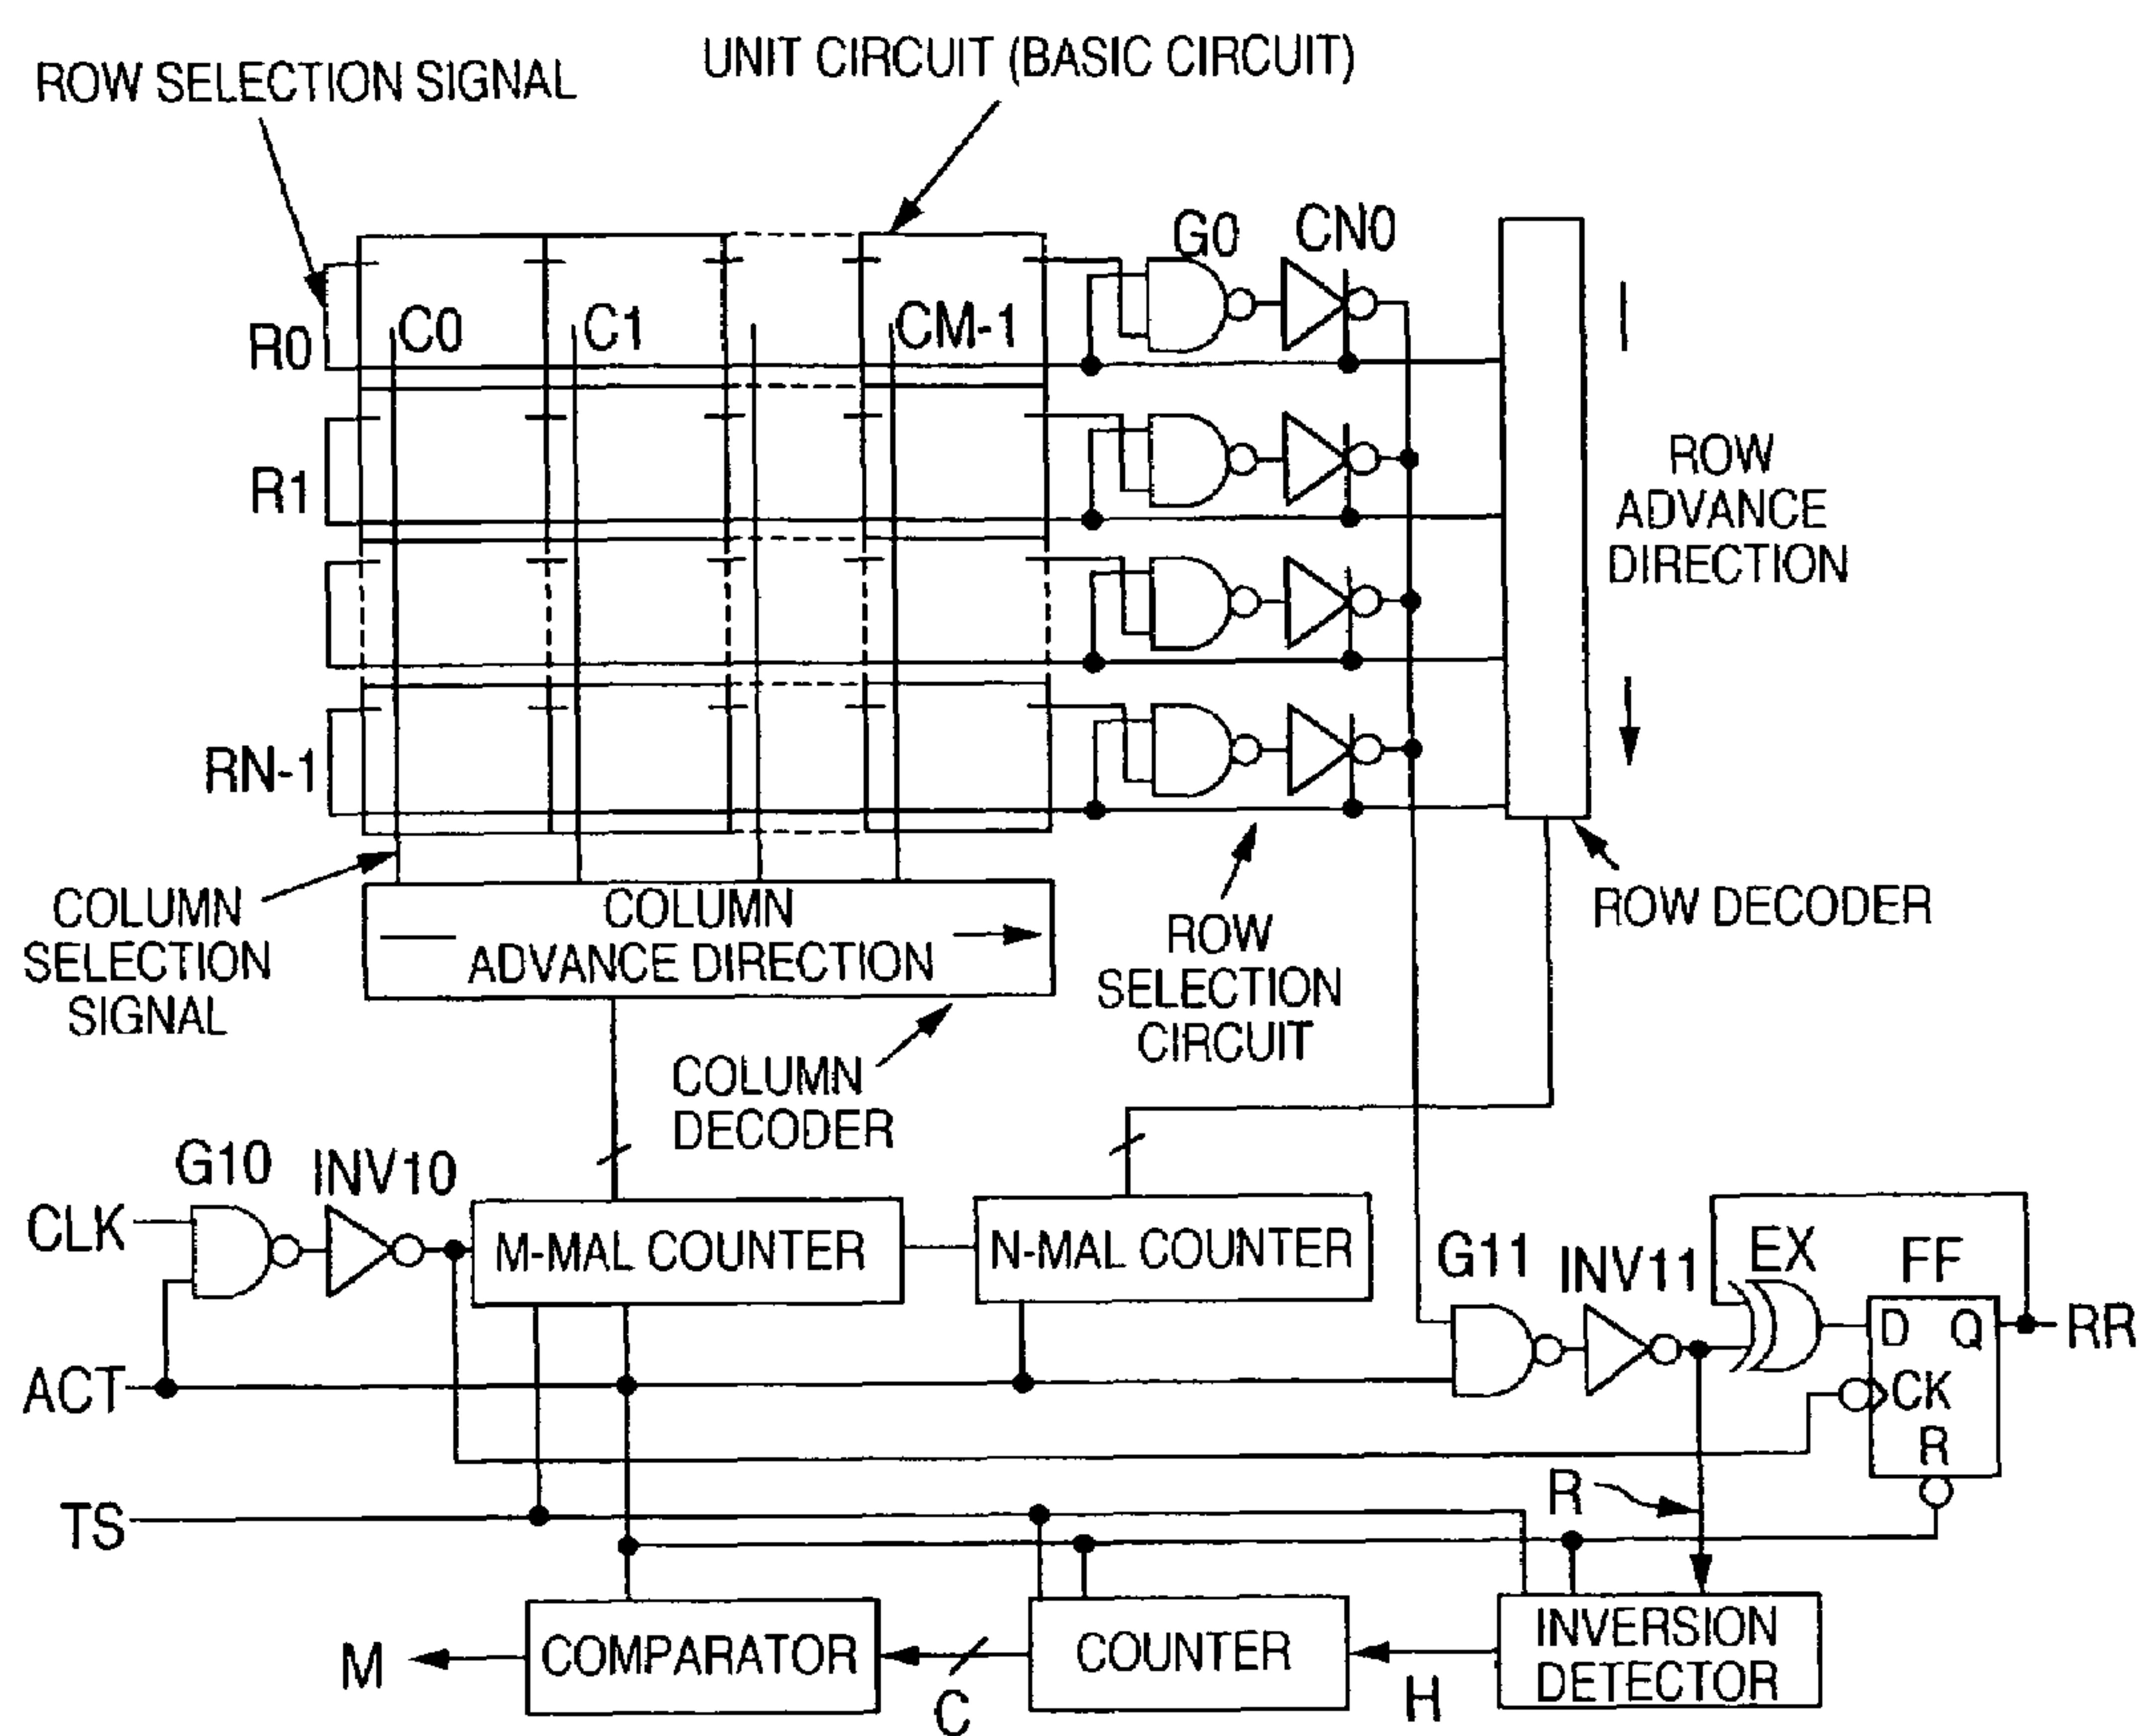 UNIT CIRCUIT (BASIC CIRCUIT)
ROW SELECTION SIGNAL
G0
CN0
R0
C0
C1
CM-1
R1
ROW
ADVANCE
DIRECTION
RN-1
COLUMN
SELECTION
SIGNAL
COLUMN
ADVANCE DIRECTION
ROW
SELECTION
CIRCUIT
ROW DECODER
COLUMN
DECODER
G10
INV10
CLK
M-MAL COUNTER
N-MAL COUNTER
G11
INV11
EX
FF
D
Q
RR
CK
R
ACT
TS
R
M
COMPARATOR
C
COUNTER
H
INVERSION
DETECTOR